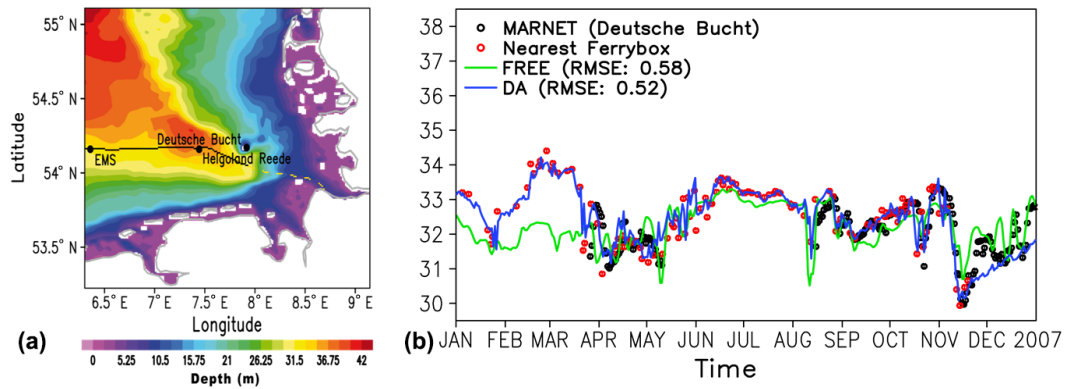 55° N
54.5° N
54° N
53.5° N
Latitude
Deutsche Bucht
EMS
Helgoland Reede
6.5° E 7° E 7.5° E 8° E 8.5° E 9° E
Longitude
(a)
0 5.25 10.5 15.75 21 26.25 31.5 36.75 42
Depth (m)
38
37
36
35
34
33
32
31
30
MARNET (Deutsche Bucht)
Nearest Ferrybox
FREE (RMSE: 0.58)
DA (RMSE: 0.52)
(b)
JAN FEB MAR APR MAY JUN JUL AUG SEP OCT NOV DEC 2007
Time